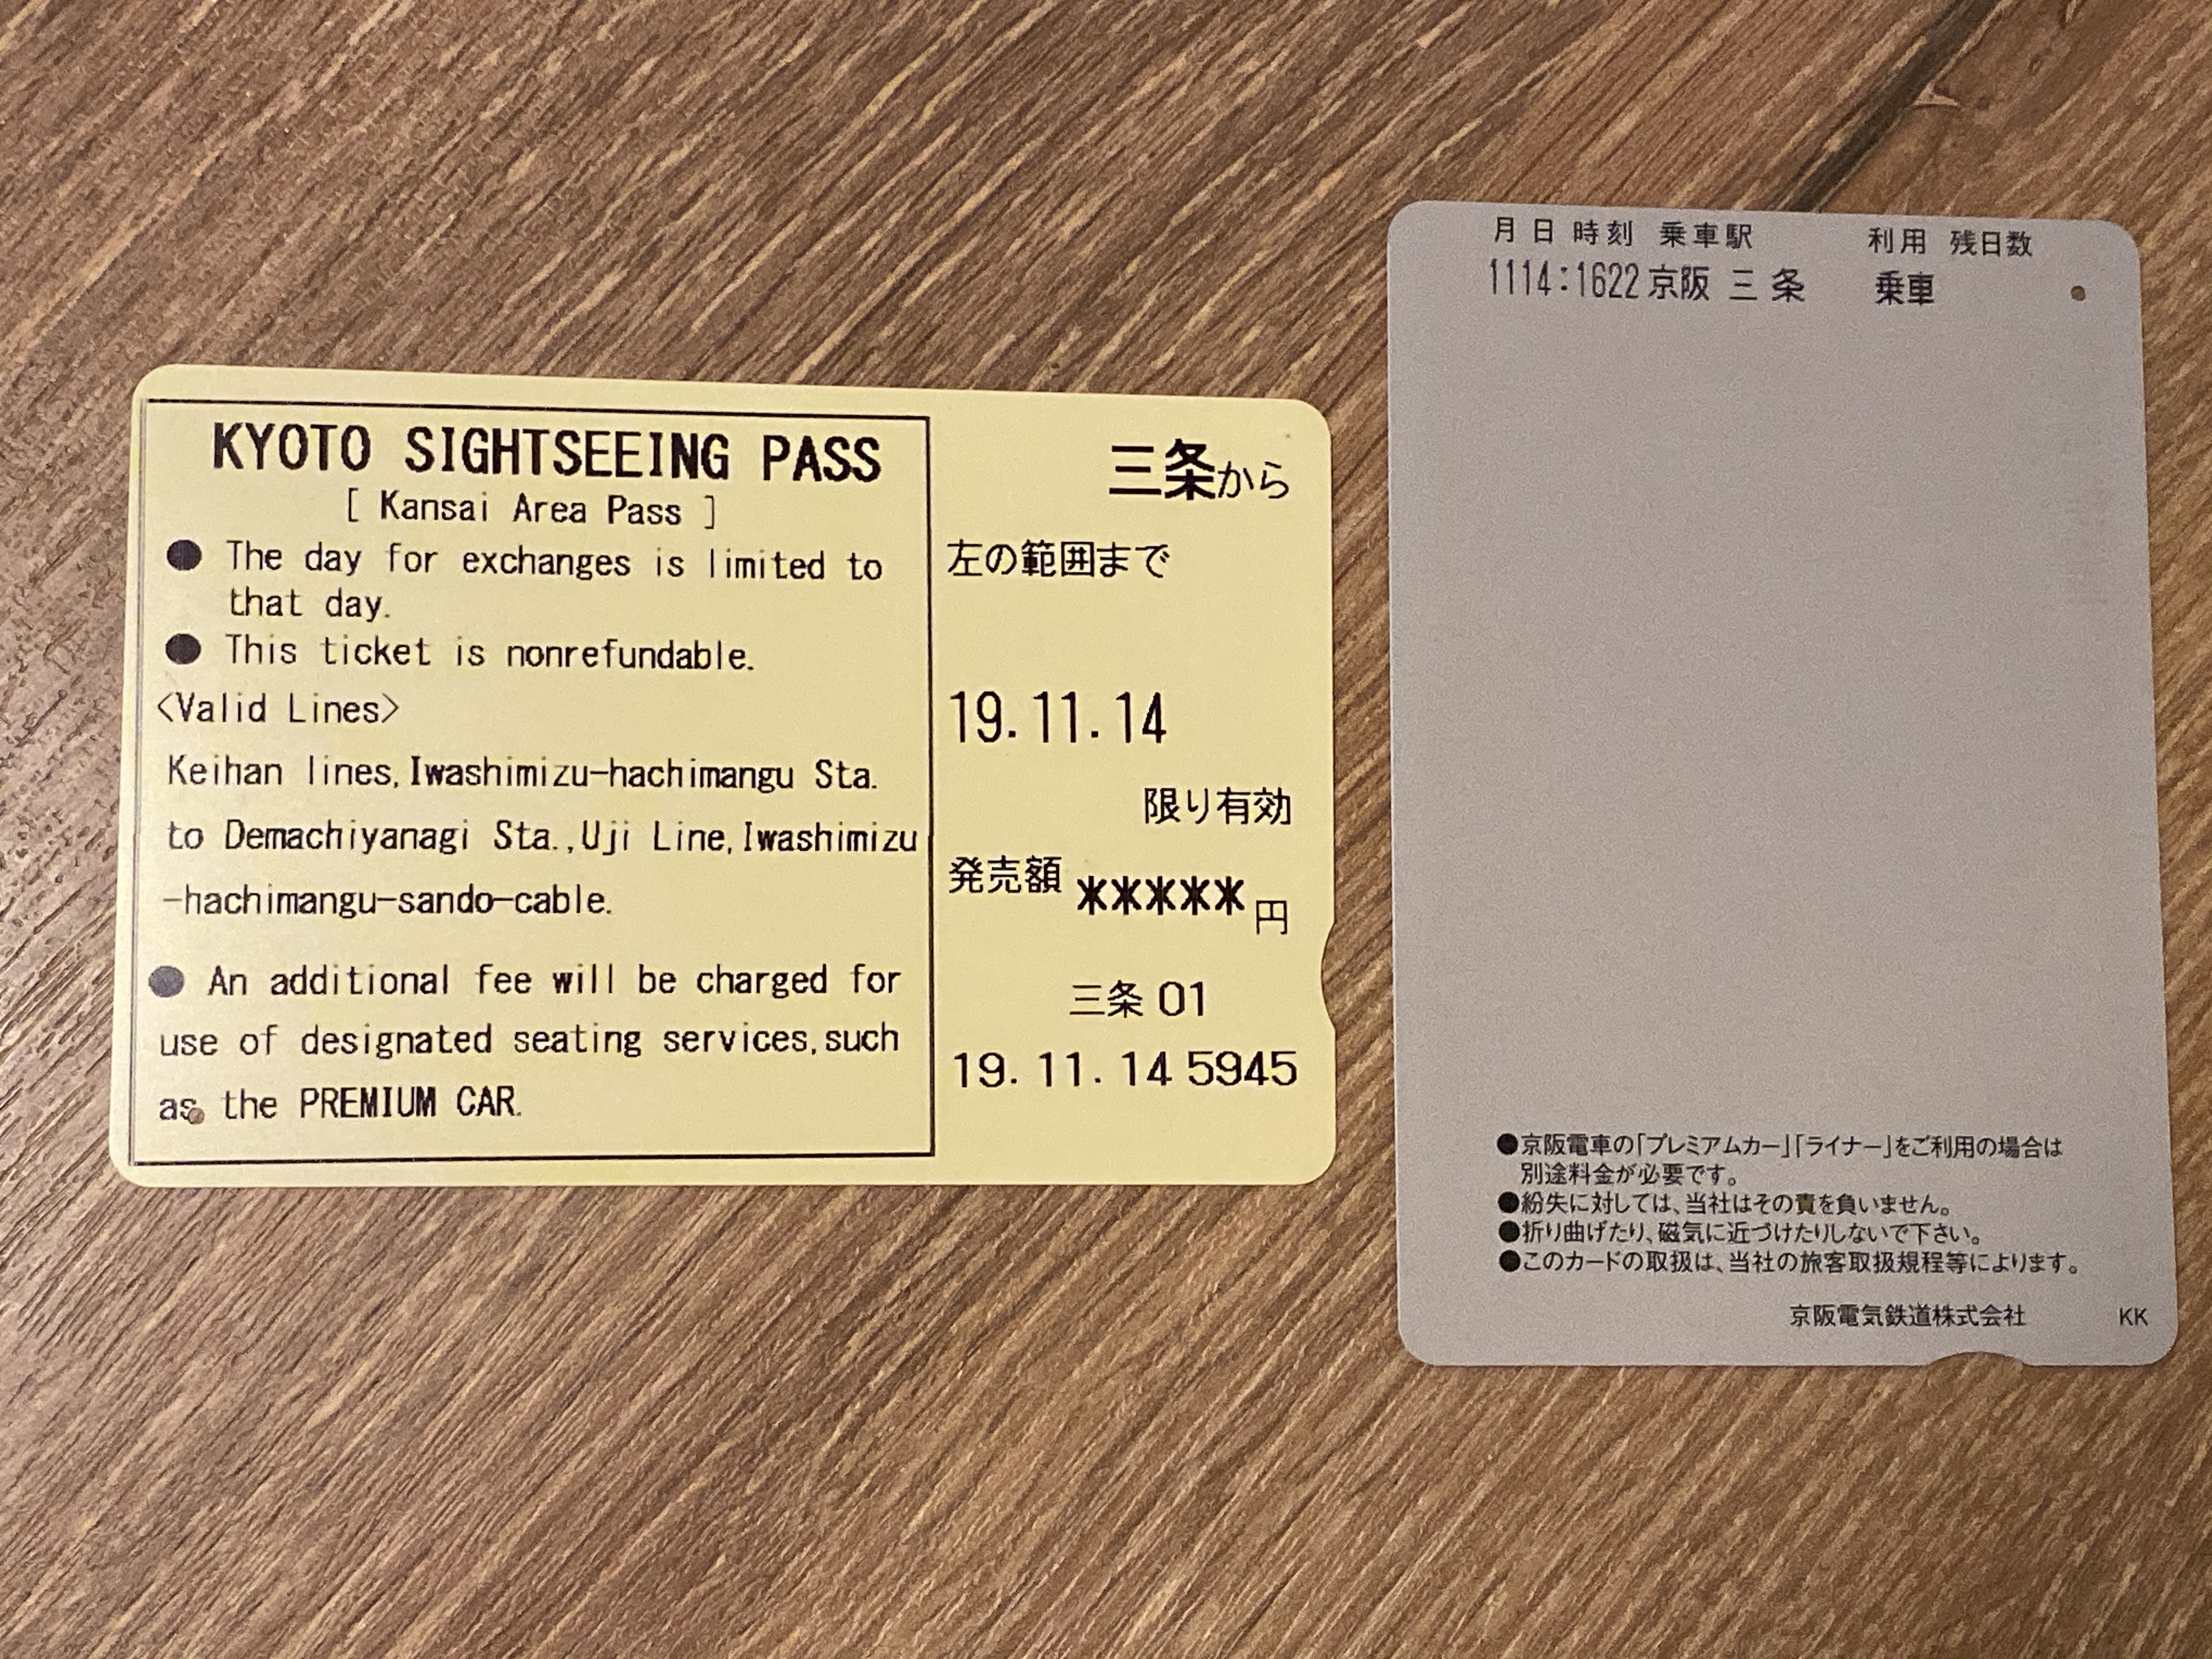 KYOTO SIGHTSEEING PASS
[ Kansai Area Pass ]
● The day for exchanges is limited to
that day.
● This ticket is nonrefundable.
<Valid Lines>
Keihan lines,Iwashimizu-hachimangu Sta.
to Demachiyanagi Sta.,Uji Line,Iwashimizu
-hachimangu-sando-cable.
● An additional fee will be charged for
use of designated seating services,such
as the PREMIUM CAR.
三条から
左の範囲まで
19.11.14
限り有効
発売額 ***** 円
三条 01
19.11.14 5945
月 日 時刻 乗車駅 利用 残日数
1114:1622 京阪 三条 乗車
●京阪電車の「プレミアムカー」「ライナー」をご利用の場合は
別途料金が必要です。
●紛失に対しては、当社はその責を負いません。
●折り曲げたり、磁気に近づけたりしないで下さい。
●このカードの取扱は、当社の旅客取扱規程等によります。
京阪電気鉄道株式会社 KK